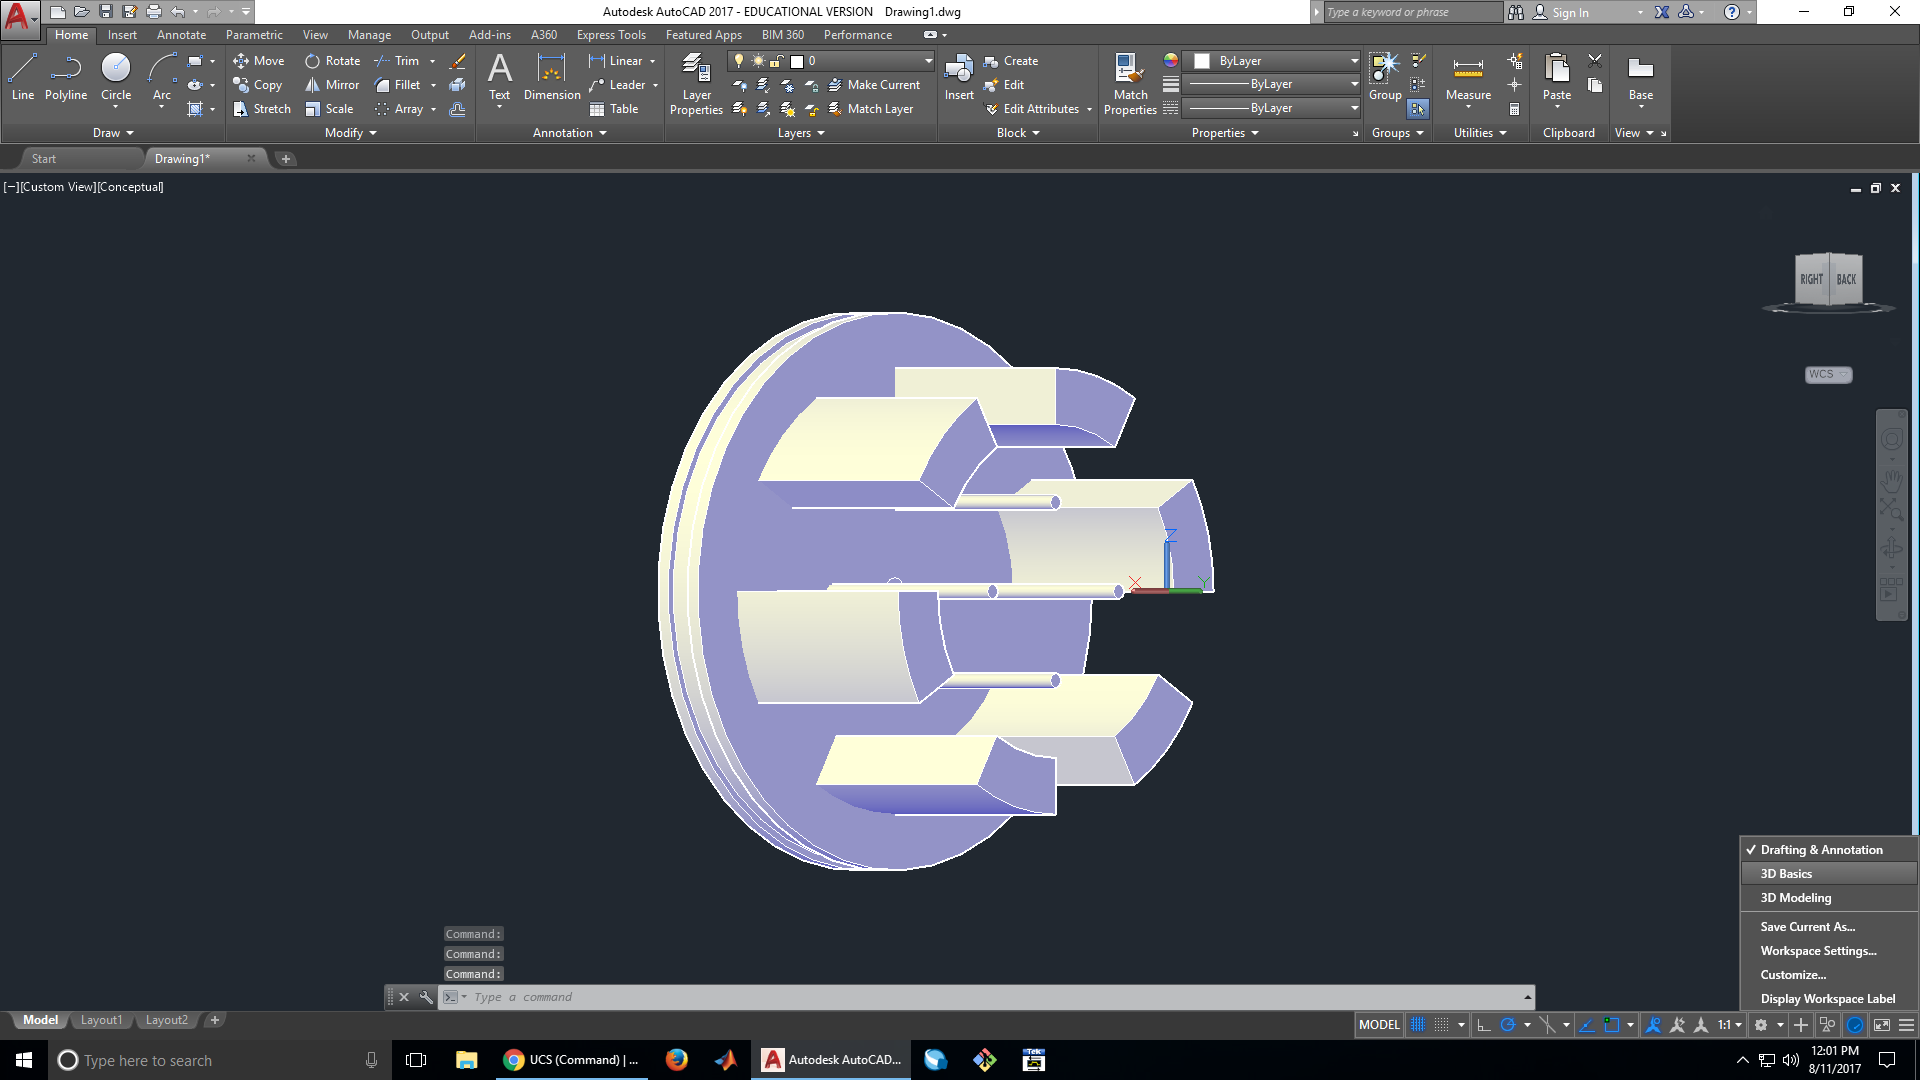 Autodesk AutoCAD 2017 - EDUCATIONAL VERSION Drawing1.dwg
Type a keyword or phrase
Sign In
Home Insert Annotate Parametric View Manage Output Add-ins A360 Express Tools Featured Apps BIM 360 Performance
Line Polyline Circle Arc
Move Rotate Trim
Copy Mirror Fillet
Stretch Scale Array
Text Dimension
Linear
Leader
Table
Layer Properties
0
Make Current
Match Layer
Insert
Create
Edit
Edit Attributes
Match Properties
ByLayer
ByLayer
ByLayer
Group
Measure
Paste
Base
Draw Modify Annotation Layers Block Properties Groups Utilities Clipboard View
Start Drawing1*
[−][Custom View][Conceptual]
RIGHT BACK
WCS
Z
X Y
Drafting & Annotation
3D Basics
3D Modeling
Save Current As...
Workspace Settings...
Customize...
Display Workspace Label
Command:
Command:
Command:
Type a command
Model Layout1 Layout2
MODEL 1:1
Type here to search
UCS (Command) | ...
Autodesk AutoCAD...
Tek
12:01 PM
8/11/2017